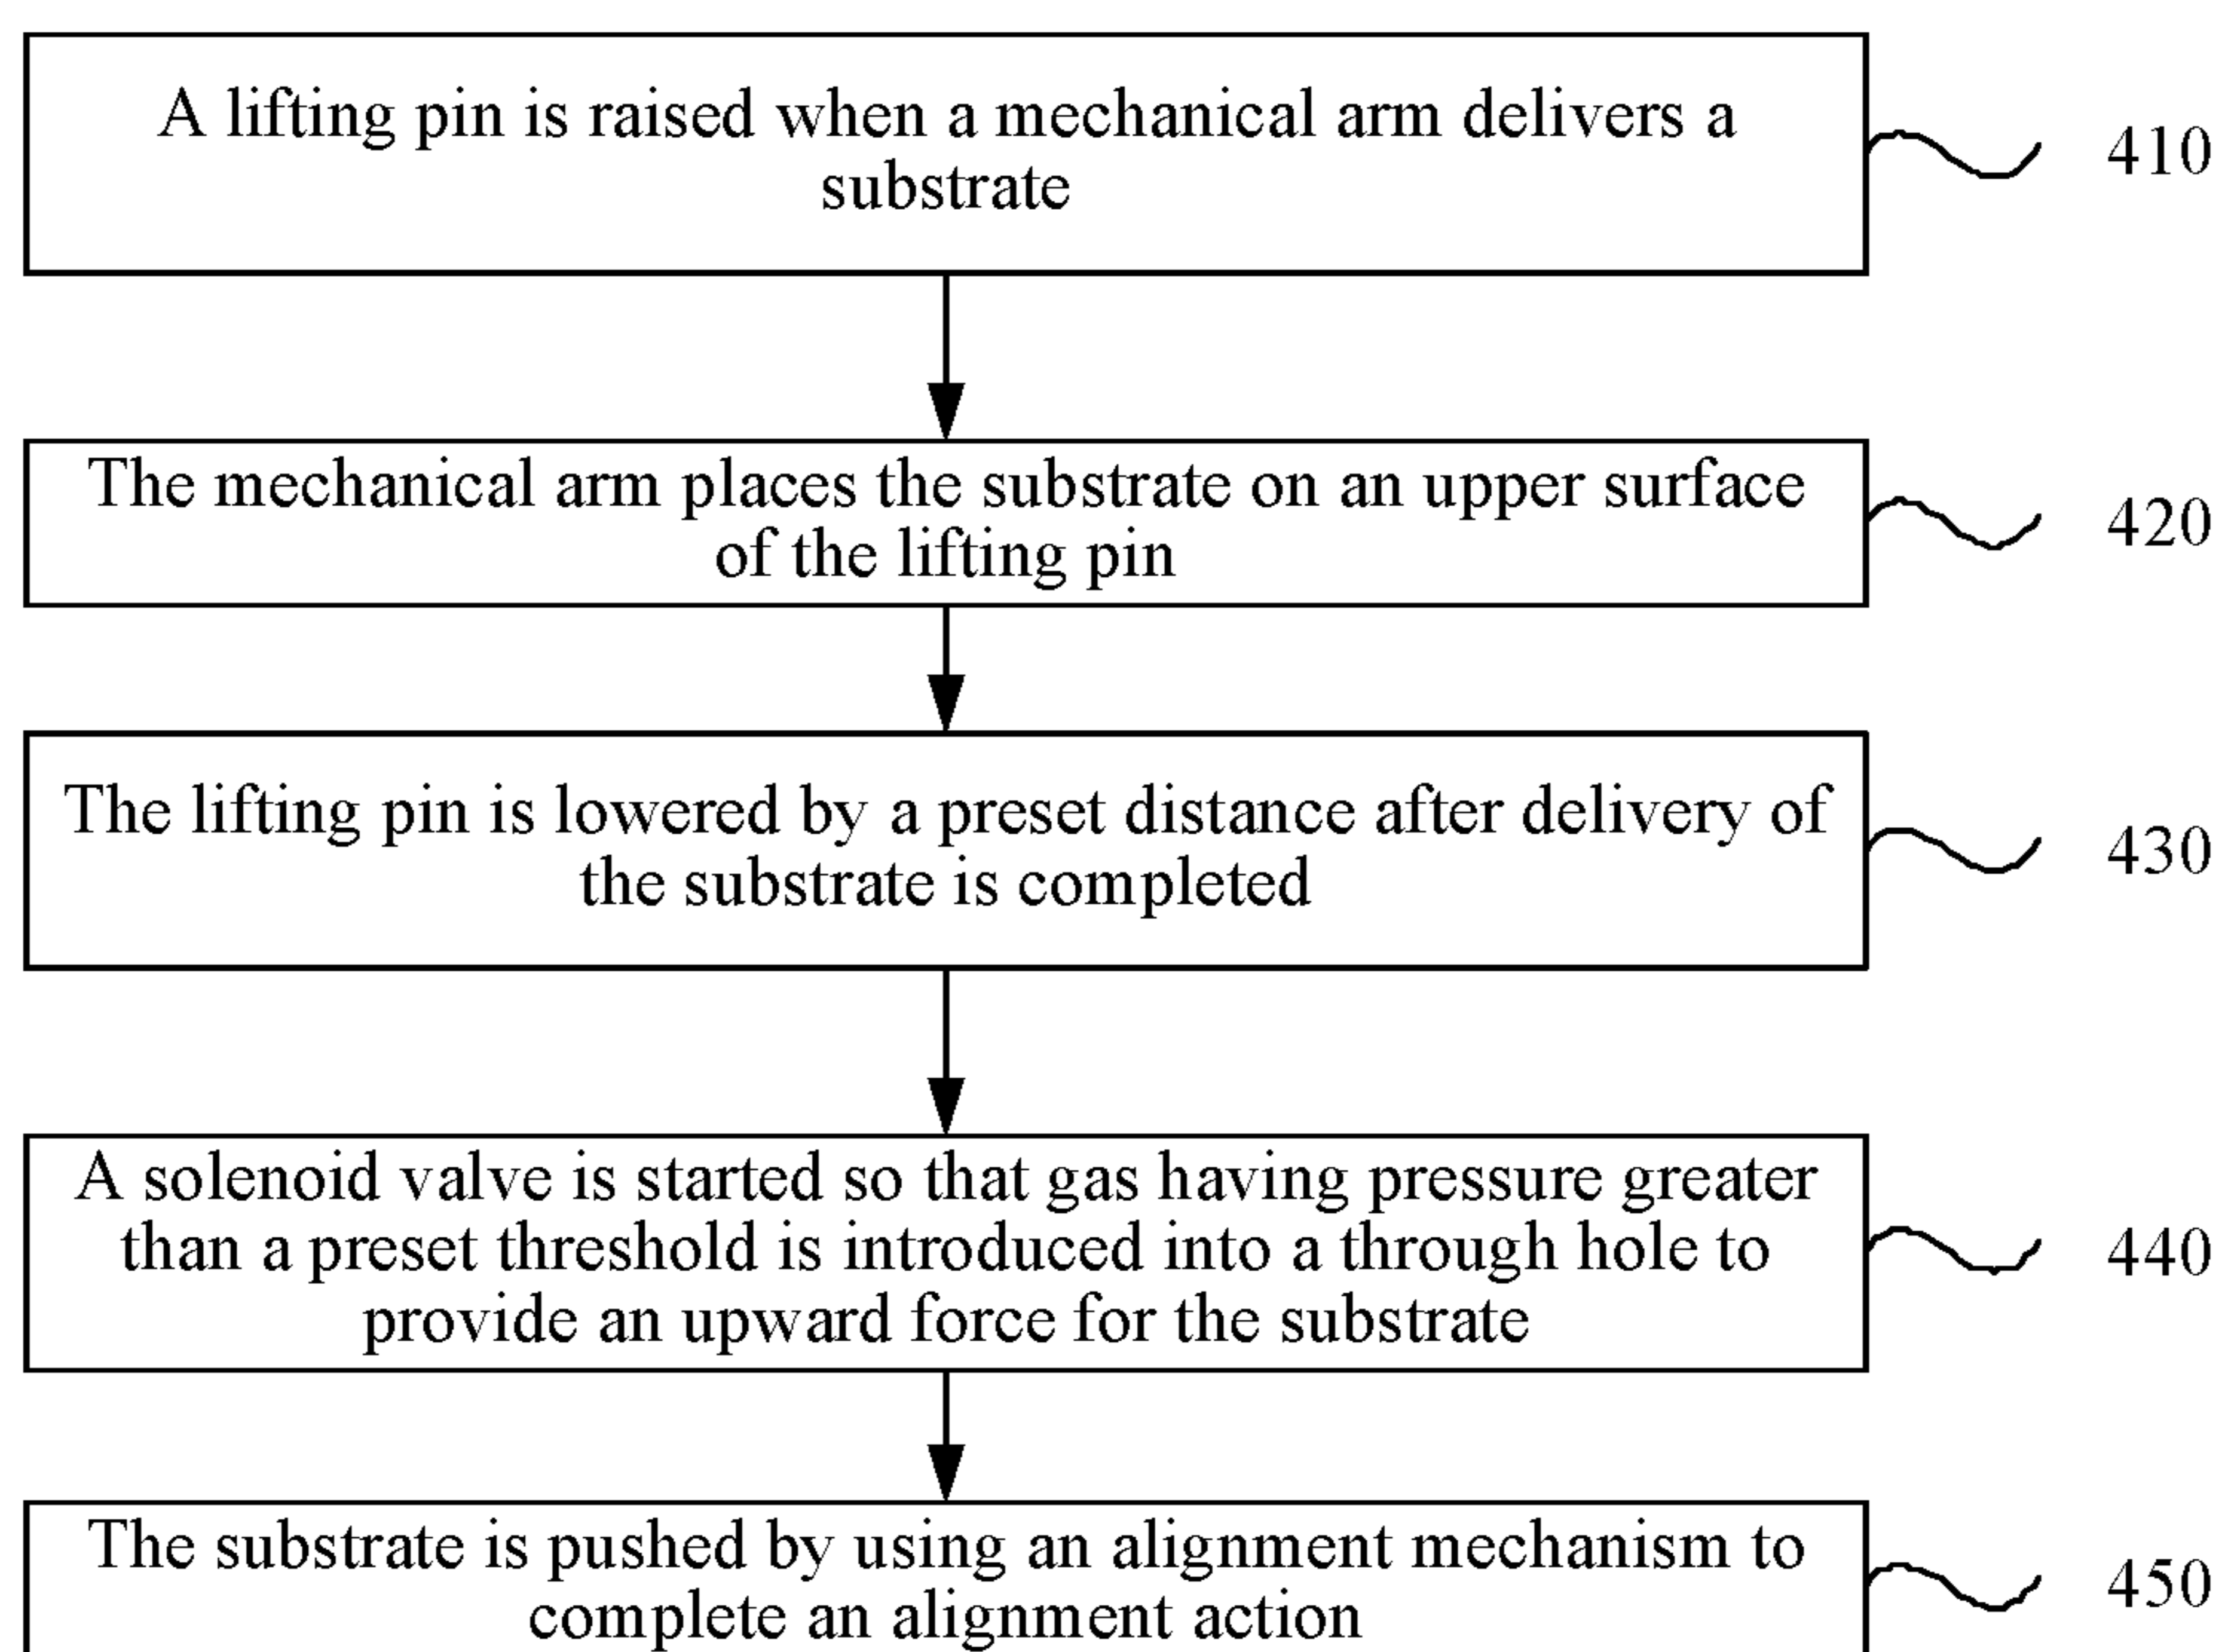 A lifting pin is raised when a mechanical arm delivers a
substrate
410
The mechanical arm places the substrate on an upper surface
of the lifting pin
420
The lifting pin is lowered by a preset distance after delivery of
the substrate is completed
430
A solenoid valve is started so that gas having pressure greater
than a preset threshold is introduced into a through hole to
provide an upward force for the substrate
440
The substrate is pushed by using an alignment mechanism to
complete an alignment action
450